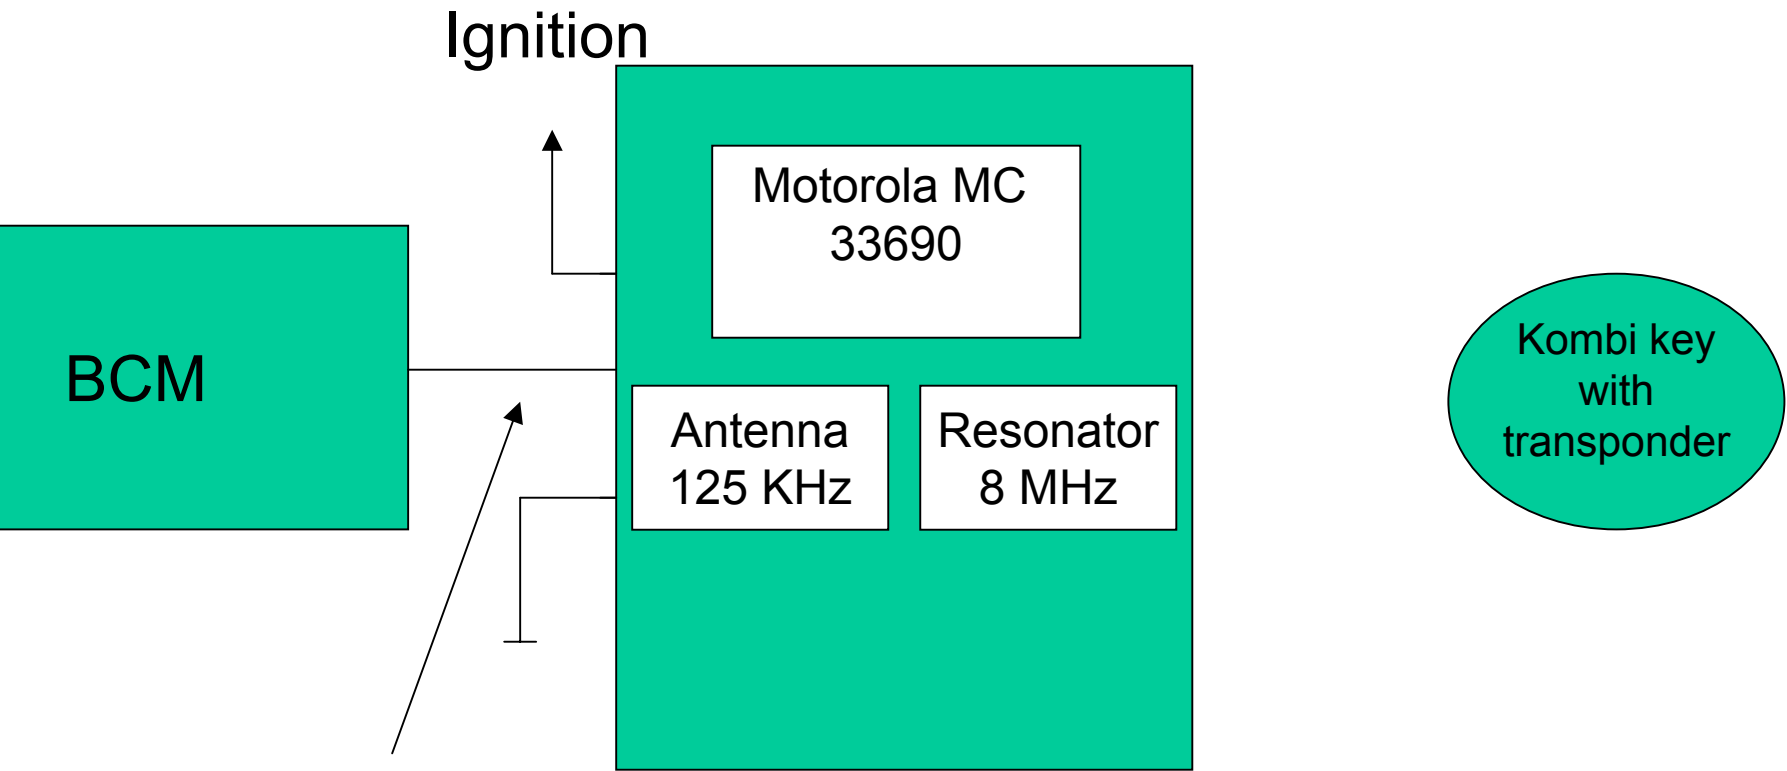 Ignition
Motorola MC
33690
BCM
Antenna
125 KHz
Resonator
8 MHz
Kombi key
with
transponder